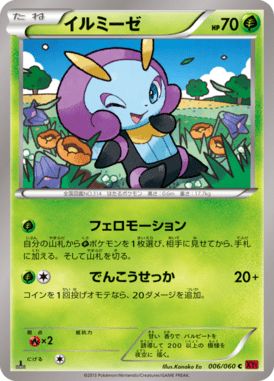 たね
イルミーゼ
HP70
フェロモーション
自分の山札から ポケモンを1枚選び、相手に見せてから、手札に加える。そして山札を切る。
でんこうせっか 20+
コインを1回投げオモテなら、20ダメージを追加。
×2
にげる
甘い 香りで バルビートを
誘導して 200 以上の 模様を
Illus.Kanako Eo
006/060 C XY
©2015 Pokémon/Nintendo/Creatures/GAME FREAK.